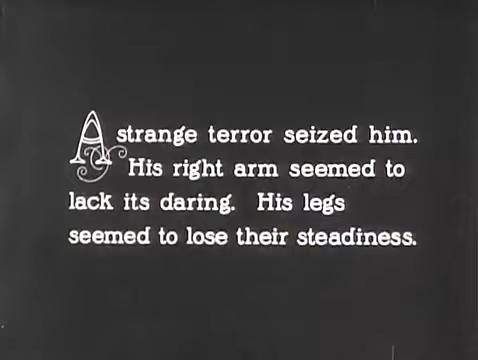 A strange terror seized him.
His right arm seemed to
lack its daring. His legs
seemed to lose their steadiness.